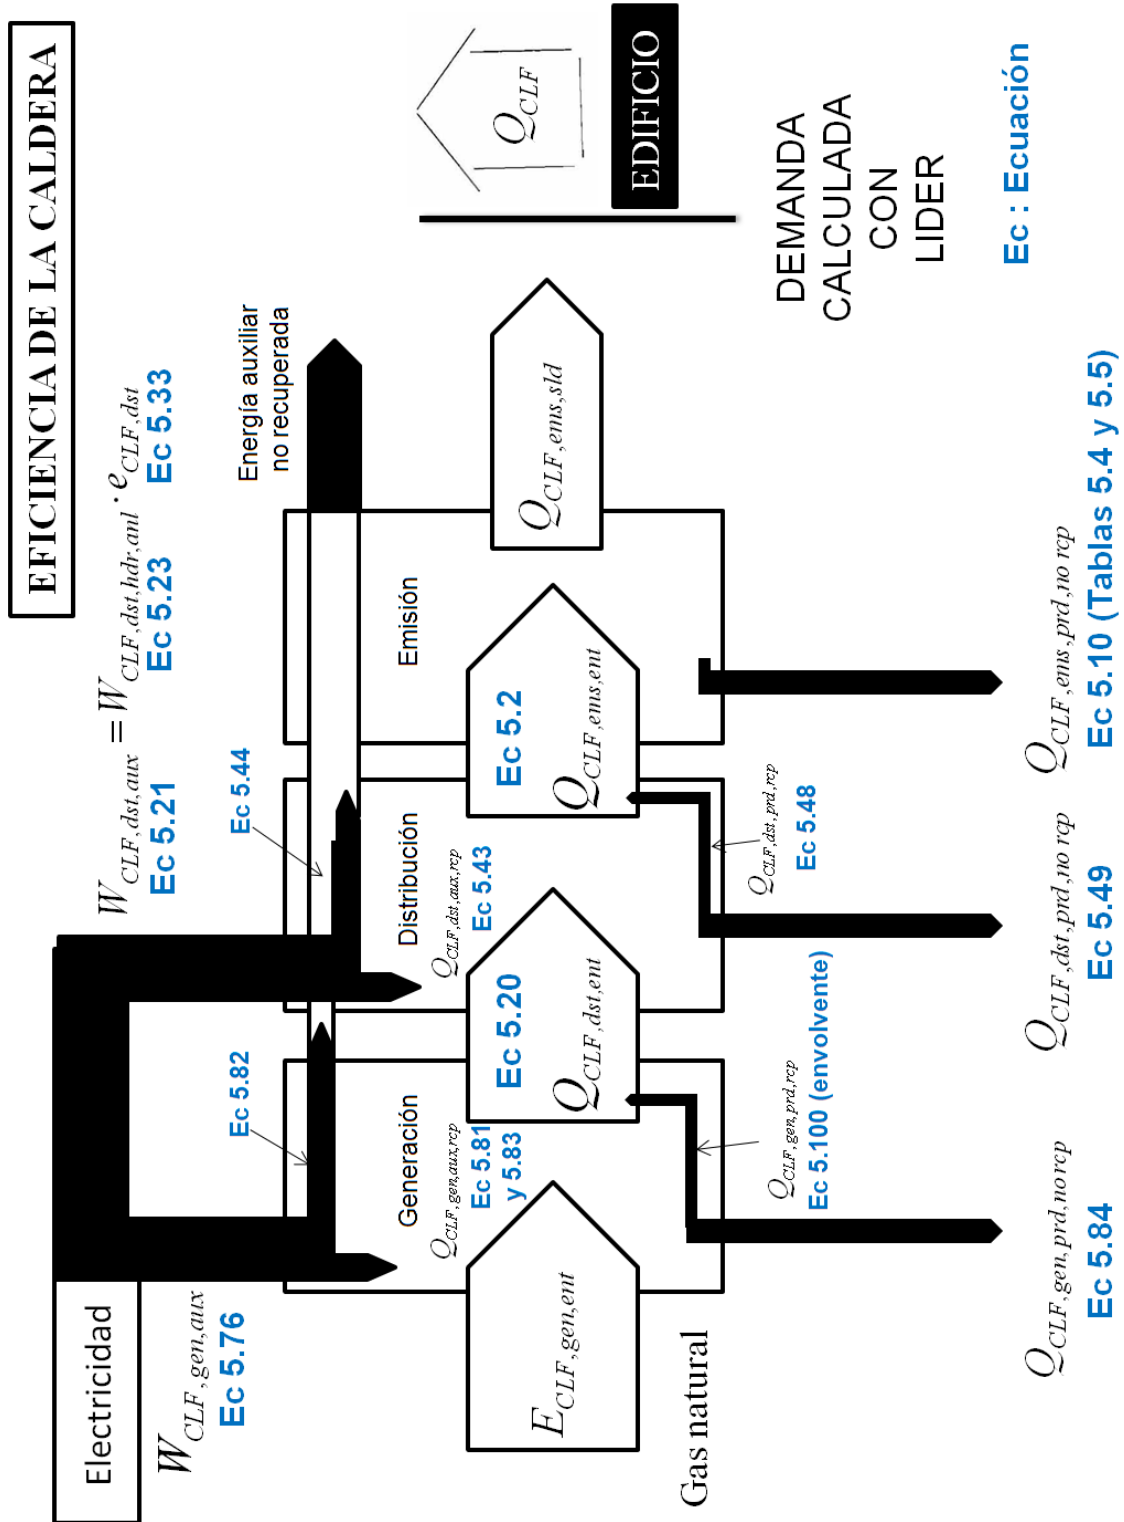 EFICIENCIA DE LA CALDERA
Electricidad
W_{CLF,gen,aux}
Ec 5.76
W_{CLF,dst,aux} = W_{CLF,dst,hdr,anl} · e_{CLF,dst}
Ec 5.21
Ec 5.23
Ec 5.33
Ec 5.82
Ec 5.44
Energía auxiliar
no recuperada
Generación
Distribución
Emisión
Q_{CLF,gen,aux,rcp}
Ec 5.81
y 5.83
Q_{CLF,dst,aux,rcp}
Ec 5.43
E_{CLF,gen,ent}
Ec 5.20
Q_{CLF,dst,ent}
Ec 5.2
Q_{CLF,ems,ent}
Q_{CLF,ems,sld}
Q_{CLF}
EDIFICIO
Gas natural
Q_{CLF,gen,prd,rcp}
Ec 5.100 (envolvente)
Q_{CLF,dst,prd,rcp}
Ec 5.48
DEMANDA
CALCULADA
CON
LIDER
Q_{CLF,gen,prd,norcp}
Ec 5.84
Q_{CLF,dst,prd,no rcp}
Ec 5.49
Q_{CLF,ems,prd,no rcp}
Ec 5.10 (Tablas 5.4 y 5.5)
Ec : Ecuación